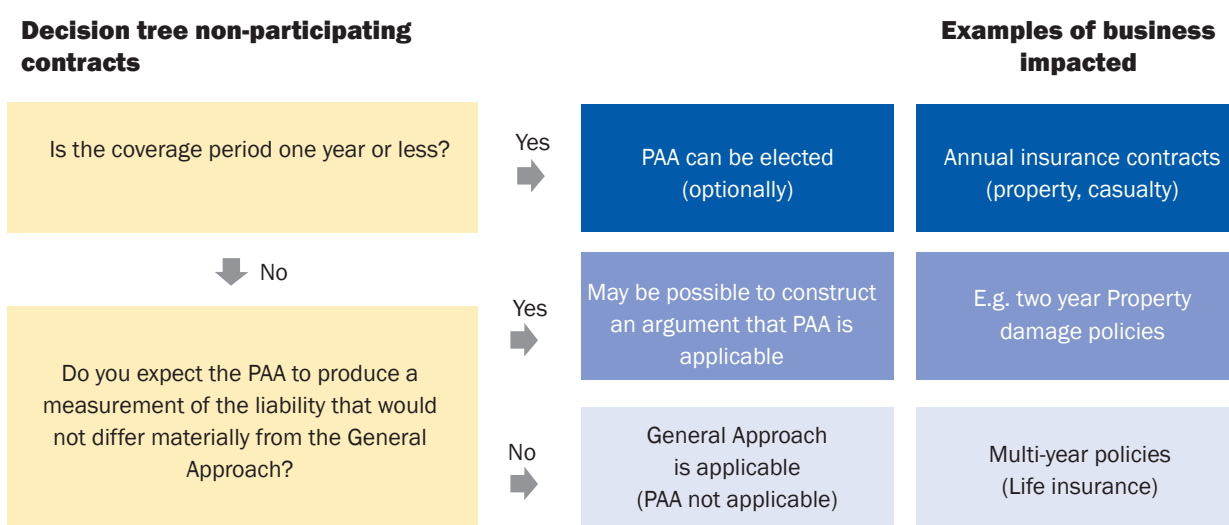 Decision tree non-participating
contracts
Examples of business
impacted
Is the coverage period one year or less?
Yes
PAA can be elected
(optionally)
Annual insurance contracts
(property, casualty)
No
Do you expect the PAA to produce a
measurement of the liability that would
not differ materially from the General
Approach?
Yes
May be possible to construct
an argument that PAA is
applicable
E.g. two year Property
damage policies
No
General Approach
is applicable
(PAA not applicable)
Multi-year policies
(Life insurance)